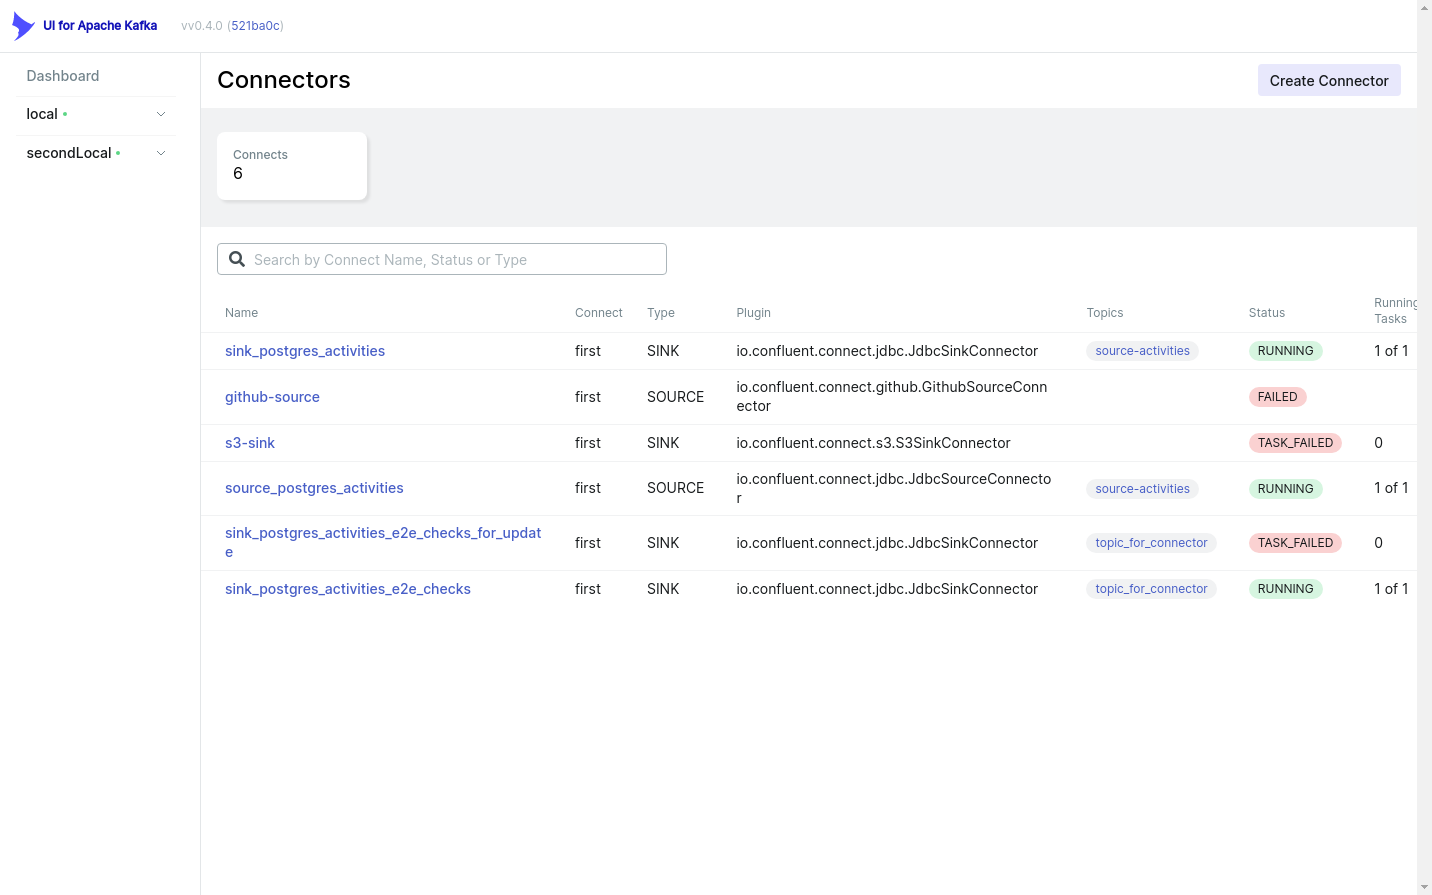 UI for Apache Kafka vv0.4.0 (521ba0c)
Dashboard
local
secondLocal
Connectors
Create Connector
Connects
6
Search by Connect Name, Status or Type
Name Connect Type Plugin Topics Status Running
Tasks
sink_postgres_activities first SINK io.confluent.connect.jdbc.JdbcSinkConnector source-activities RUNNING 1 of 1
github-source first SOURCE io.confluent.connect.github.GithubSourceConn
ector FAILED
s3-sink first SINK io.confluent.connect.s3.S3SinkConnector TASK_FAILED 0
source_postgres_activities first SOURCE io.confluent.connect.jdbc.JdbcSourceConnecto
r source-activities RUNNING 1 of 1
sink_postgres_activities_e2e_checks_for_updat
e first SINK io.confluent.connect.jdbc.JdbcSinkConnector topic_for_connector TASK_FAILED 0
sink_postgres_activities_e2e_checks first SINK io.confluent.connect.jdbc.JdbcSinkConnector topic_for_connector RUNNING 1 of 1